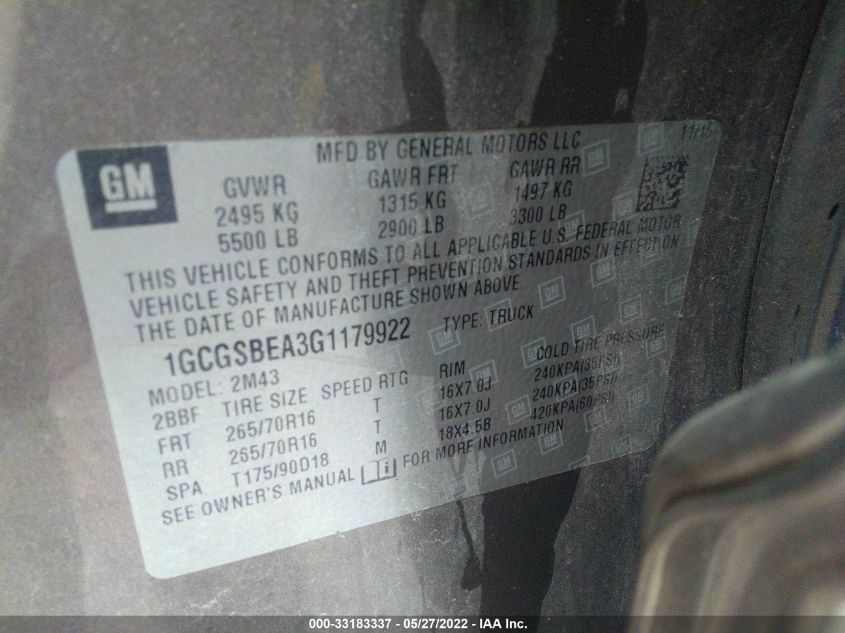 MFD BY GENERAL MOTORS LLC
GM
GVWR GAWR FRT GAWR RR
2495 KG 1315 KG 1497 KG
5500 LB 2900 LB 3300 LB
THIS VEHICLE CONFORMS TO ALL APPLICABLE U.S. FEDERAL MOTOR
VEHICLE SAFETY AND THEFT PREVENTION STANDARDS IN EFFECT ON
THE DATE OF MANUFACTURE SHOWN ABOVE
1GCGSBEA3G1179922 TYPE: TRUCK
MODEL: 2M43
2BBF TIRE SIZE SPEED RTG RIM COLD TIRE PRESSURE
FRT 265/70R16 T 16X7.0J 240KPA(35PSI)
RR 265/70R16 T 16X7.0J 240KPA(35PSI)
SPA T175/90D18 M 18X4.5B 420KPA(60PSI)
SEE OWNER'S MANUAL FOR MORE INFORMATION
000-33183337 - 05/27/2022 - IAA Inc.